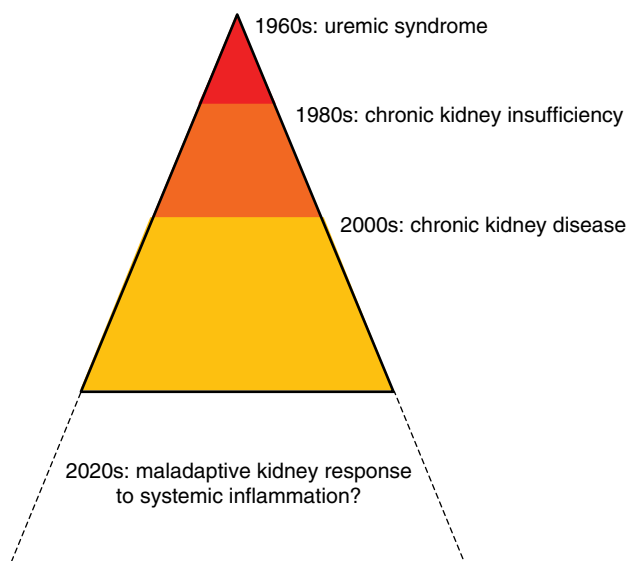 1960s: uremic syndrome
1980s: chronic kidney insufficiency
2000s: chronic kidney disease
2020s: maladaptive kidney response
to systemic inflammation?